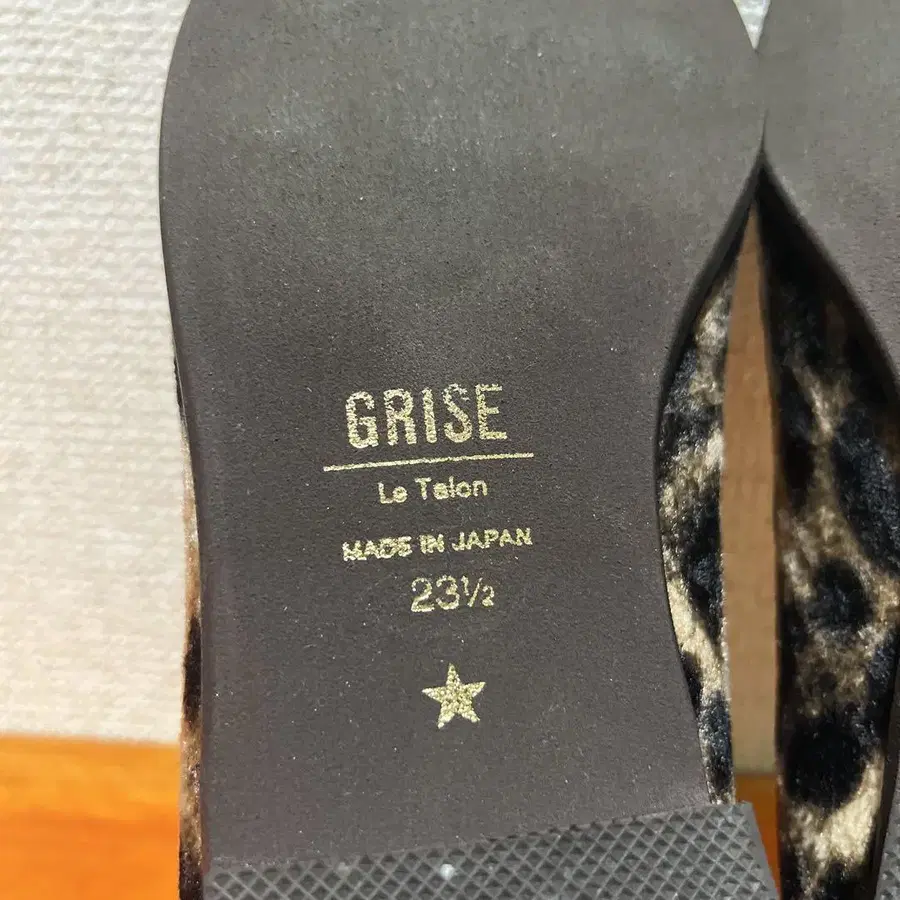 GRISE
Le Talon
MADE IN JAPAN
23½